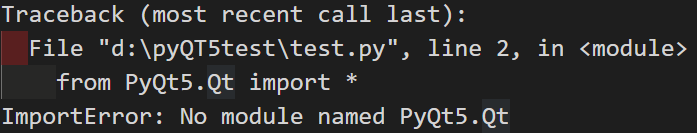 Traceback (most recent call last):
  File "d:\pyQT5test\test.py", line 2, in <module>
    from PyQt5.Qt import *
ImportError: No module named PyQt5.Qt